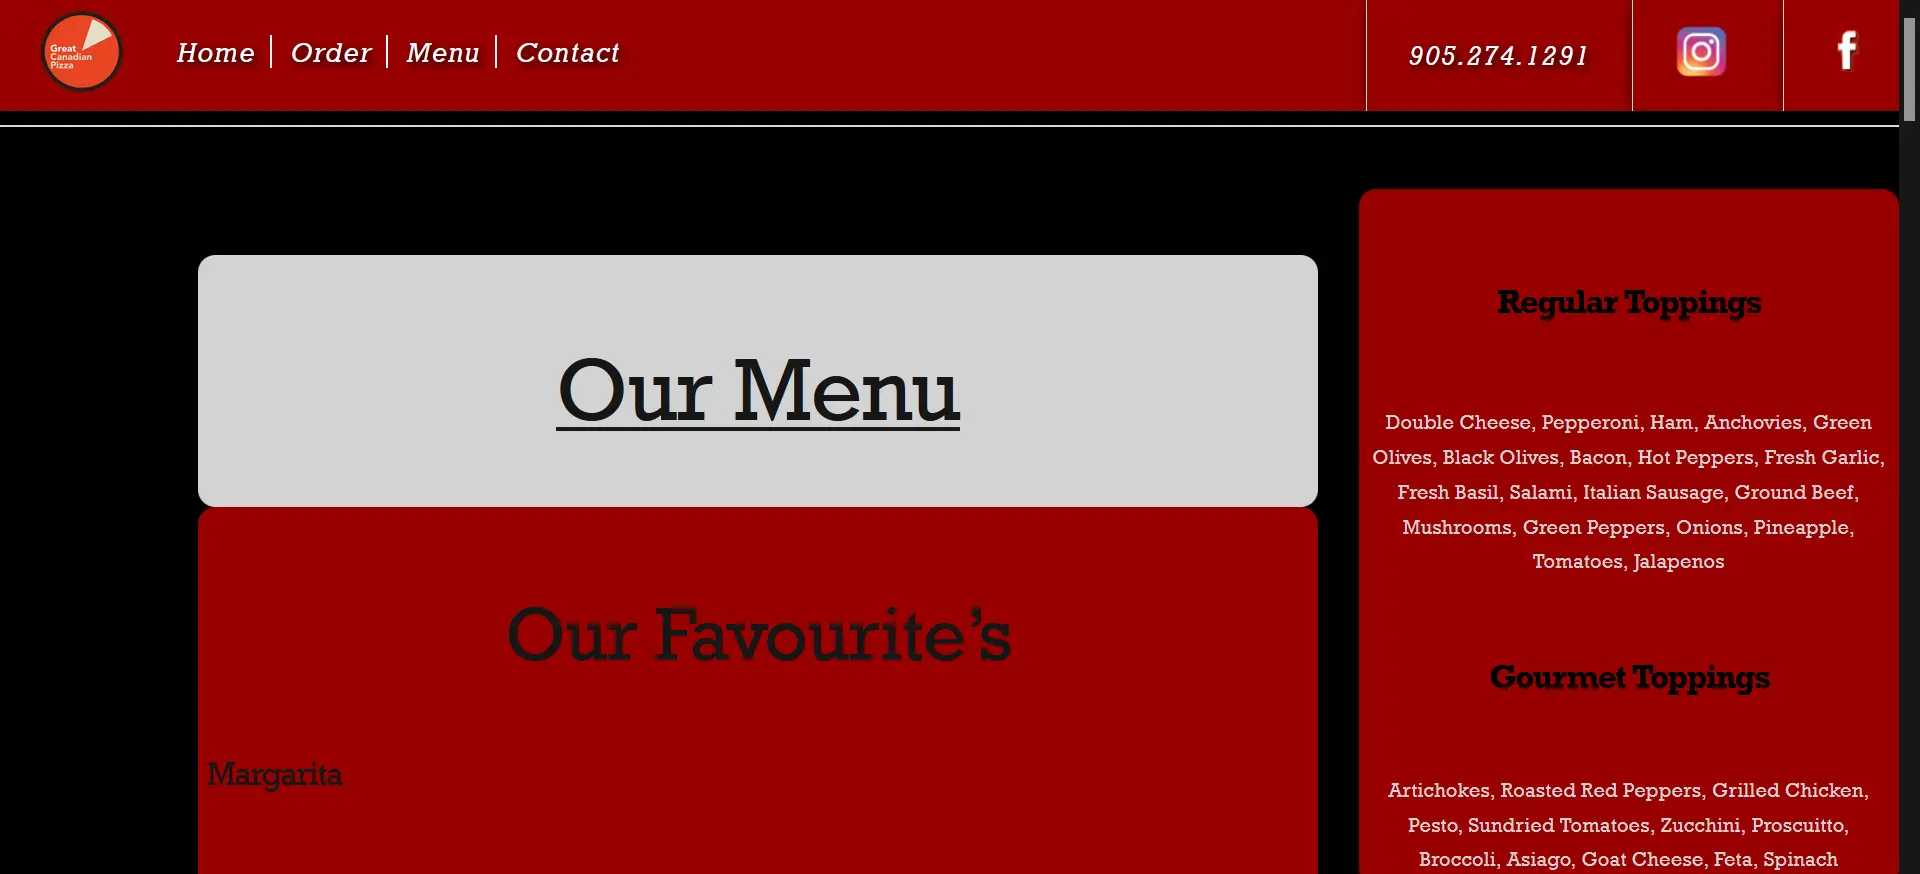 Great
Canadian
Pizza
Home
Order
Menu
Contact
905.274.1291
Our Menu
Our Favourite’s
Margarita
Regular Toppings
Double Cheese, Pepperoni, Ham, Anchovies, Green
Olives, Black Olives, Bacon, Hot Peppers, Fresh Garlic,
Fresh Basil, Salami, Italian Sausage, Ground Beef,
Mushrooms, Green Peppers, Onions, Pineapple,
Tomatoes, Jalapenos
Gourmet Toppings
Artichokes, Roasted Red Peppers, Grilled Chicken,
Pesto, Sundried Tomatoes, Zucchini, Proscuitto,
Broccoli, Asiago, Goat Cheese, Feta, Spinach